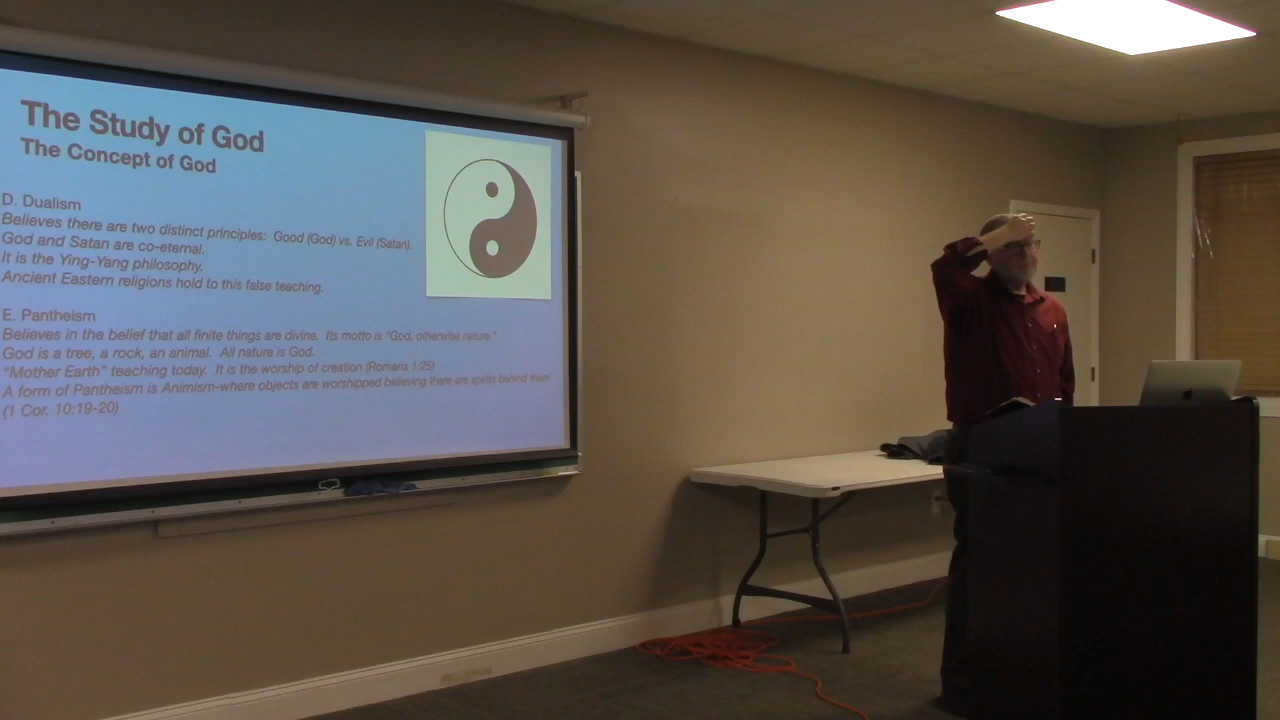 The Study of God
The Concept of God
D. Dualism
Believes there are two distinct principles: Good (God) vs. Evil (Satan).
God and Satan are co-eternal.
It is the Ying-Yang philosophy.
Ancient Eastern religions hold to this false teaching.
E. Pantheism
Believes in the belief that all finite things are divine. Its motto is "God, otherwise nature."
God is a tree, a rock, an animal. All nature is God.
"Mother Earth" teaching today. It is the worship of creation (Romans 1:25)
A form of Pantheism is Animism-where objects are worshipped believing there are spirits behind them
(1 Cor. 10:19-20)